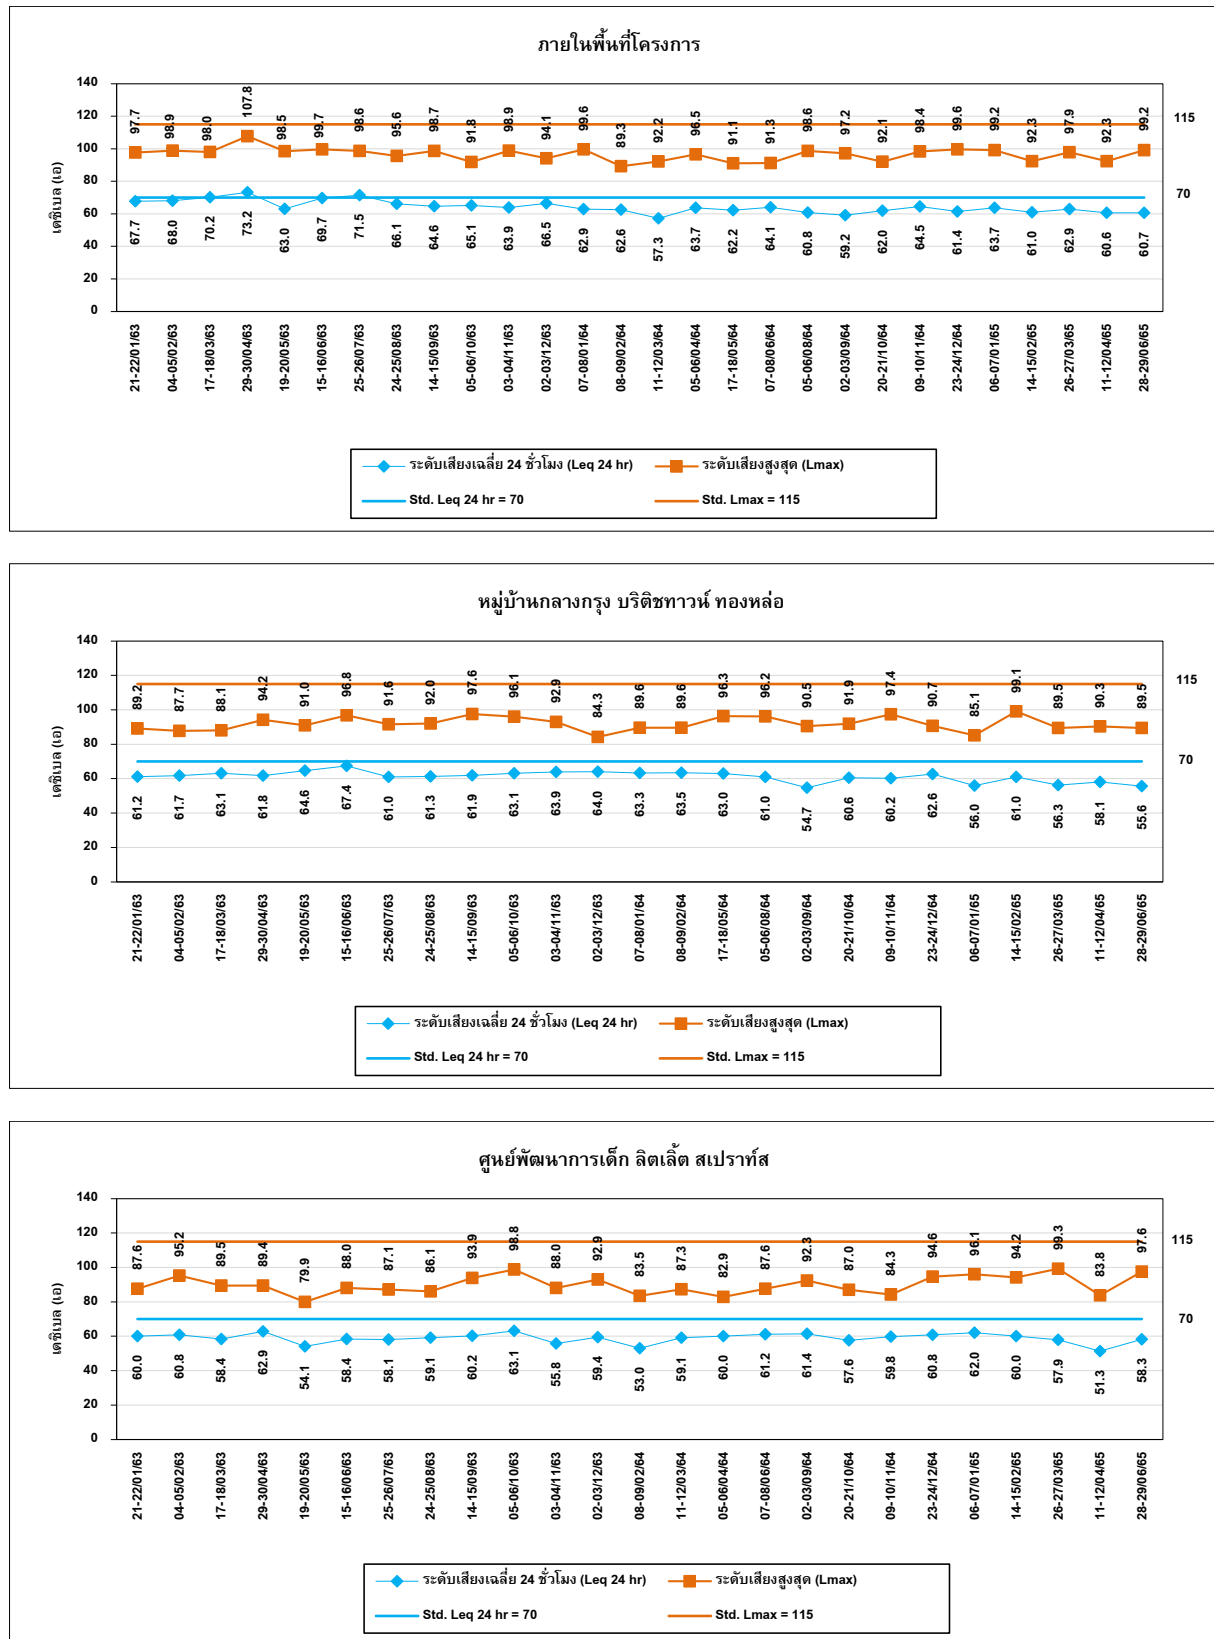 ภายในพื้นที่โครงการ
เดซิเบล (เอ)
140
120
100
80
60
40
20
0
115
70
97.7 98.9 98.0 107.8 98.5 99.7 98.6 95.6 98.7 91.8 98.9 94.1 99.6 89.3 92.2 96.5 91.1 91.3 98.6 97.2 92.1 98.4 99.6 99.2 92.3 97.9 92.3 99.2
67.7 68.0 70.2 73.2 63.0 69.7 71.5 66.1 64.6 65.1 63.9 66.5 62.9 62.6 57.3 63.7 62.2 64.1 60.8 59.2 62.0 64.5 61.4 63.7 61.0 62.9 60.6 60.7
21-22/01/63 04-05/02/63 17-18/03/63 29-30/04/63 19-20/05/63 15-16/06/63 25-26/07/63 24-25/08/63 14-15/09/63 05-06/10/63 03-04/11/63 02-03/12/63 07-08/01/64 08-09/02/64 11-12/03/64 05-06/04/64 17-18/05/64 07-08/06/64 05-06/08/64 02-03/09/64 20-21/10/64 09-10/11/64 23-24/12/64 06-07/01/65 14-15/02/65 26-27/03/65 11-12/04/65 28-29/06/65
ระดับเสียงเฉลี่ย 24 ชั่วโมง (Leq 24 hr) ระดับเสียงสูงสุด (Lmax)
Std. Leq 24 hr = 70 Std. Lmax = 115
หมู่บ้านกลางกรุง บริติชทาวน์ ทองหล่อ
เดซิเบล (เอ)
140
120
100
80
60
40
20
0
115
70
89.2 87.7 88.1 94.2 91.0 96.8 91.6 92.0 97.6 96.1 92.9 84.3 89.6 89.6 96.3 96.2 90.5 91.9 97.4 90.7 85.1 99.1 89.5 90.3 89.5
61.2 61.7 63.1 61.8 64.6 67.4 61.0 61.3 61.9 63.1 63.9 64.0 63.3 63.5 63.0 61.0 54.7 60.6 60.2 62.6 56.0 61.0 56.3 58.1 55.6
21-22/01/63 04-05/02/63 17-18/03/63 29-30/04/63 19-20/05/63 15-16/06/63 25-26/07/63 24-25/08/63 14-15/09/63 05-06/10/63 03-04/11/63 02-03/12/63 07-08/01/64 08-09/02/64 17-18/05/64 05-06/08/64 02-03/09/64 20-21/10/64 09-10/11/64 23-24/12/64 06-07/01/65 14-15/02/65 26-27/03/65 11-12/04/65 28-29/06/65
ระดับเสียงเฉลี่ย 24 ชั่วโมง (Leq 24 hr) ระดับเสียงสูงสุด (Lmax)
Std. Leq 24 hr = 70 Std. Lmax = 115
ศูนย์พัฒนาการเด็ก ลิตเลิ้ต สเปราท์ส
เดซิเบล (เอ)
140
120
100
80
60
40
20
0
115
70
87.6 95.2 89.5 89.4 79.9 88.0 87.1 86.1 93.9 98.8 88.0 92.9 83.5 87.3 82.9 87.6 92.3 87.0 84.3 94.6 96.1 94.2 99.3 83.8 97.6
60.0 60.8 58.4 62.9 54.1 58.4 58.1 59.1 60.2 63.1 55.8 59.4 53.0 59.1 60.0 61.2 61.4 57.6 59.8 60.8 62.0 60.0 57.9 51.3 58.3
21-22/01/63 04-05/02/63 17-18/03/63 29-30/04/63 19-20/05/63 15-16/06/63 25-26/07/63 24-25/08/63 14-15/09/63 05-06/10/63 03-04/11/63 02-03/12/63 08-09/02/64 11-12/03/64 05-06/04/64 07-08/06/64 02-03/09/64 20-21/10/64 09-10/11/64 23-24/12/64 06-07/01/65 14-15/02/65 26-27/03/65 11-12/04/65 28-29/06/65
ระดับเสียงเฉลี่ย 24 ชั่วโมง (Leq 24 hr) ระดับเสียงสูงสุด (Lmax)
Std. Leq 24 hr = 70 Std. Lmax = 115